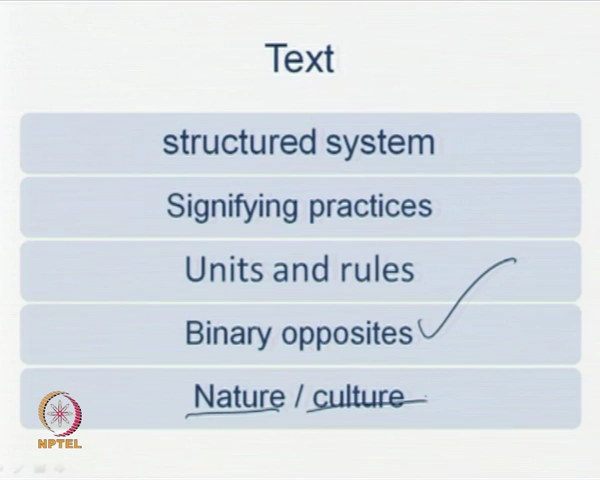 Text
structured system
Signifying practices
Units and rules
Binary opposites
Nature / culture
NPTEL